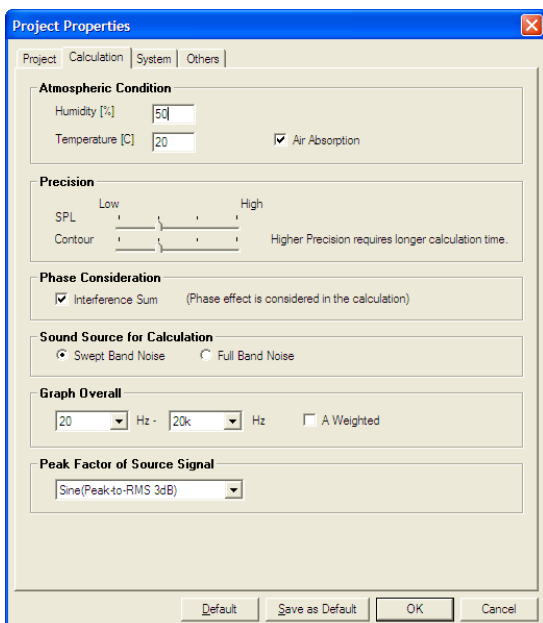 Project Properties
Project Calculation System Others
Atmospheric Condition
Humidity [%] 50
Temperature [C] 20 Air Absorption
Precision
Low High
SPL
Contour Higher Precision requires longer calculation time.
Phase Consideration
Interference Sum (Phase effect is considered in the calculation)
Sound Source for Calculation
Swept Band Noise Full Band Noise
Graph Overall
20 Hz - 20k Hz A Weighted
Peak Factor of Source Signal
Sine(Peak-to-RMS 3dB)
Default Save as Default OK Cancel